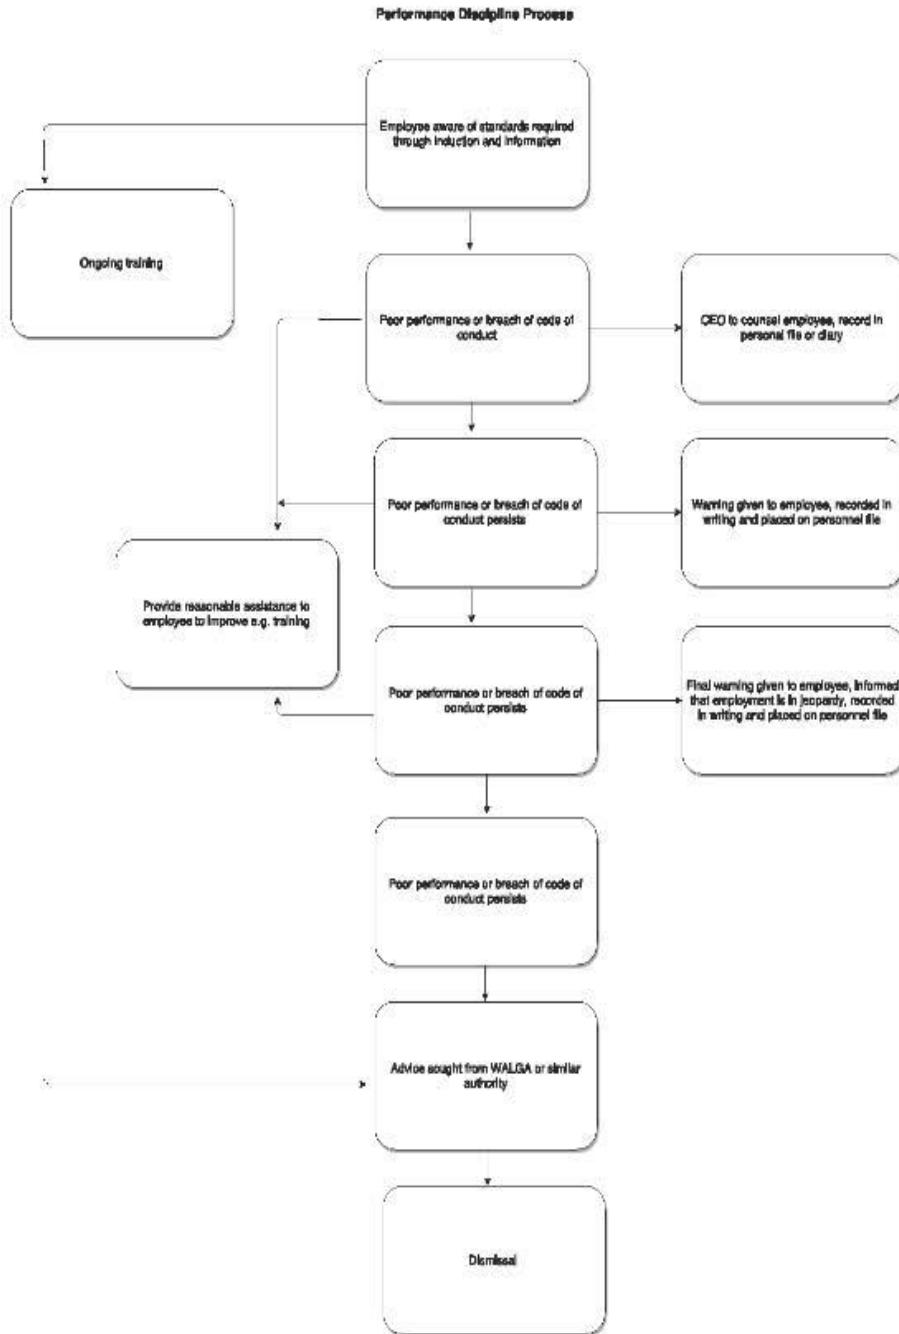 Performance Discipline Process
Employee aware of standards required
through induction and information
Ongoing training
Poor performance or breach of code of
conduct
CEO to counsel employee, record in
personal file or diary
Poor performance or breach of code of
conduct persists
Warning given to employee, recorded in
writing and placed on personnel file
Provide reasonable assistance to
employee to improve e.g. training
Poor performance or breach of code of
conduct persists
Final warning given to employee, informed
that employment is in jeopardy, recorded
in writing and placed on personnel file
Poor performance or breach of code of
conduct persists
Advice sought from WALGA or similar
authority
Dismissal